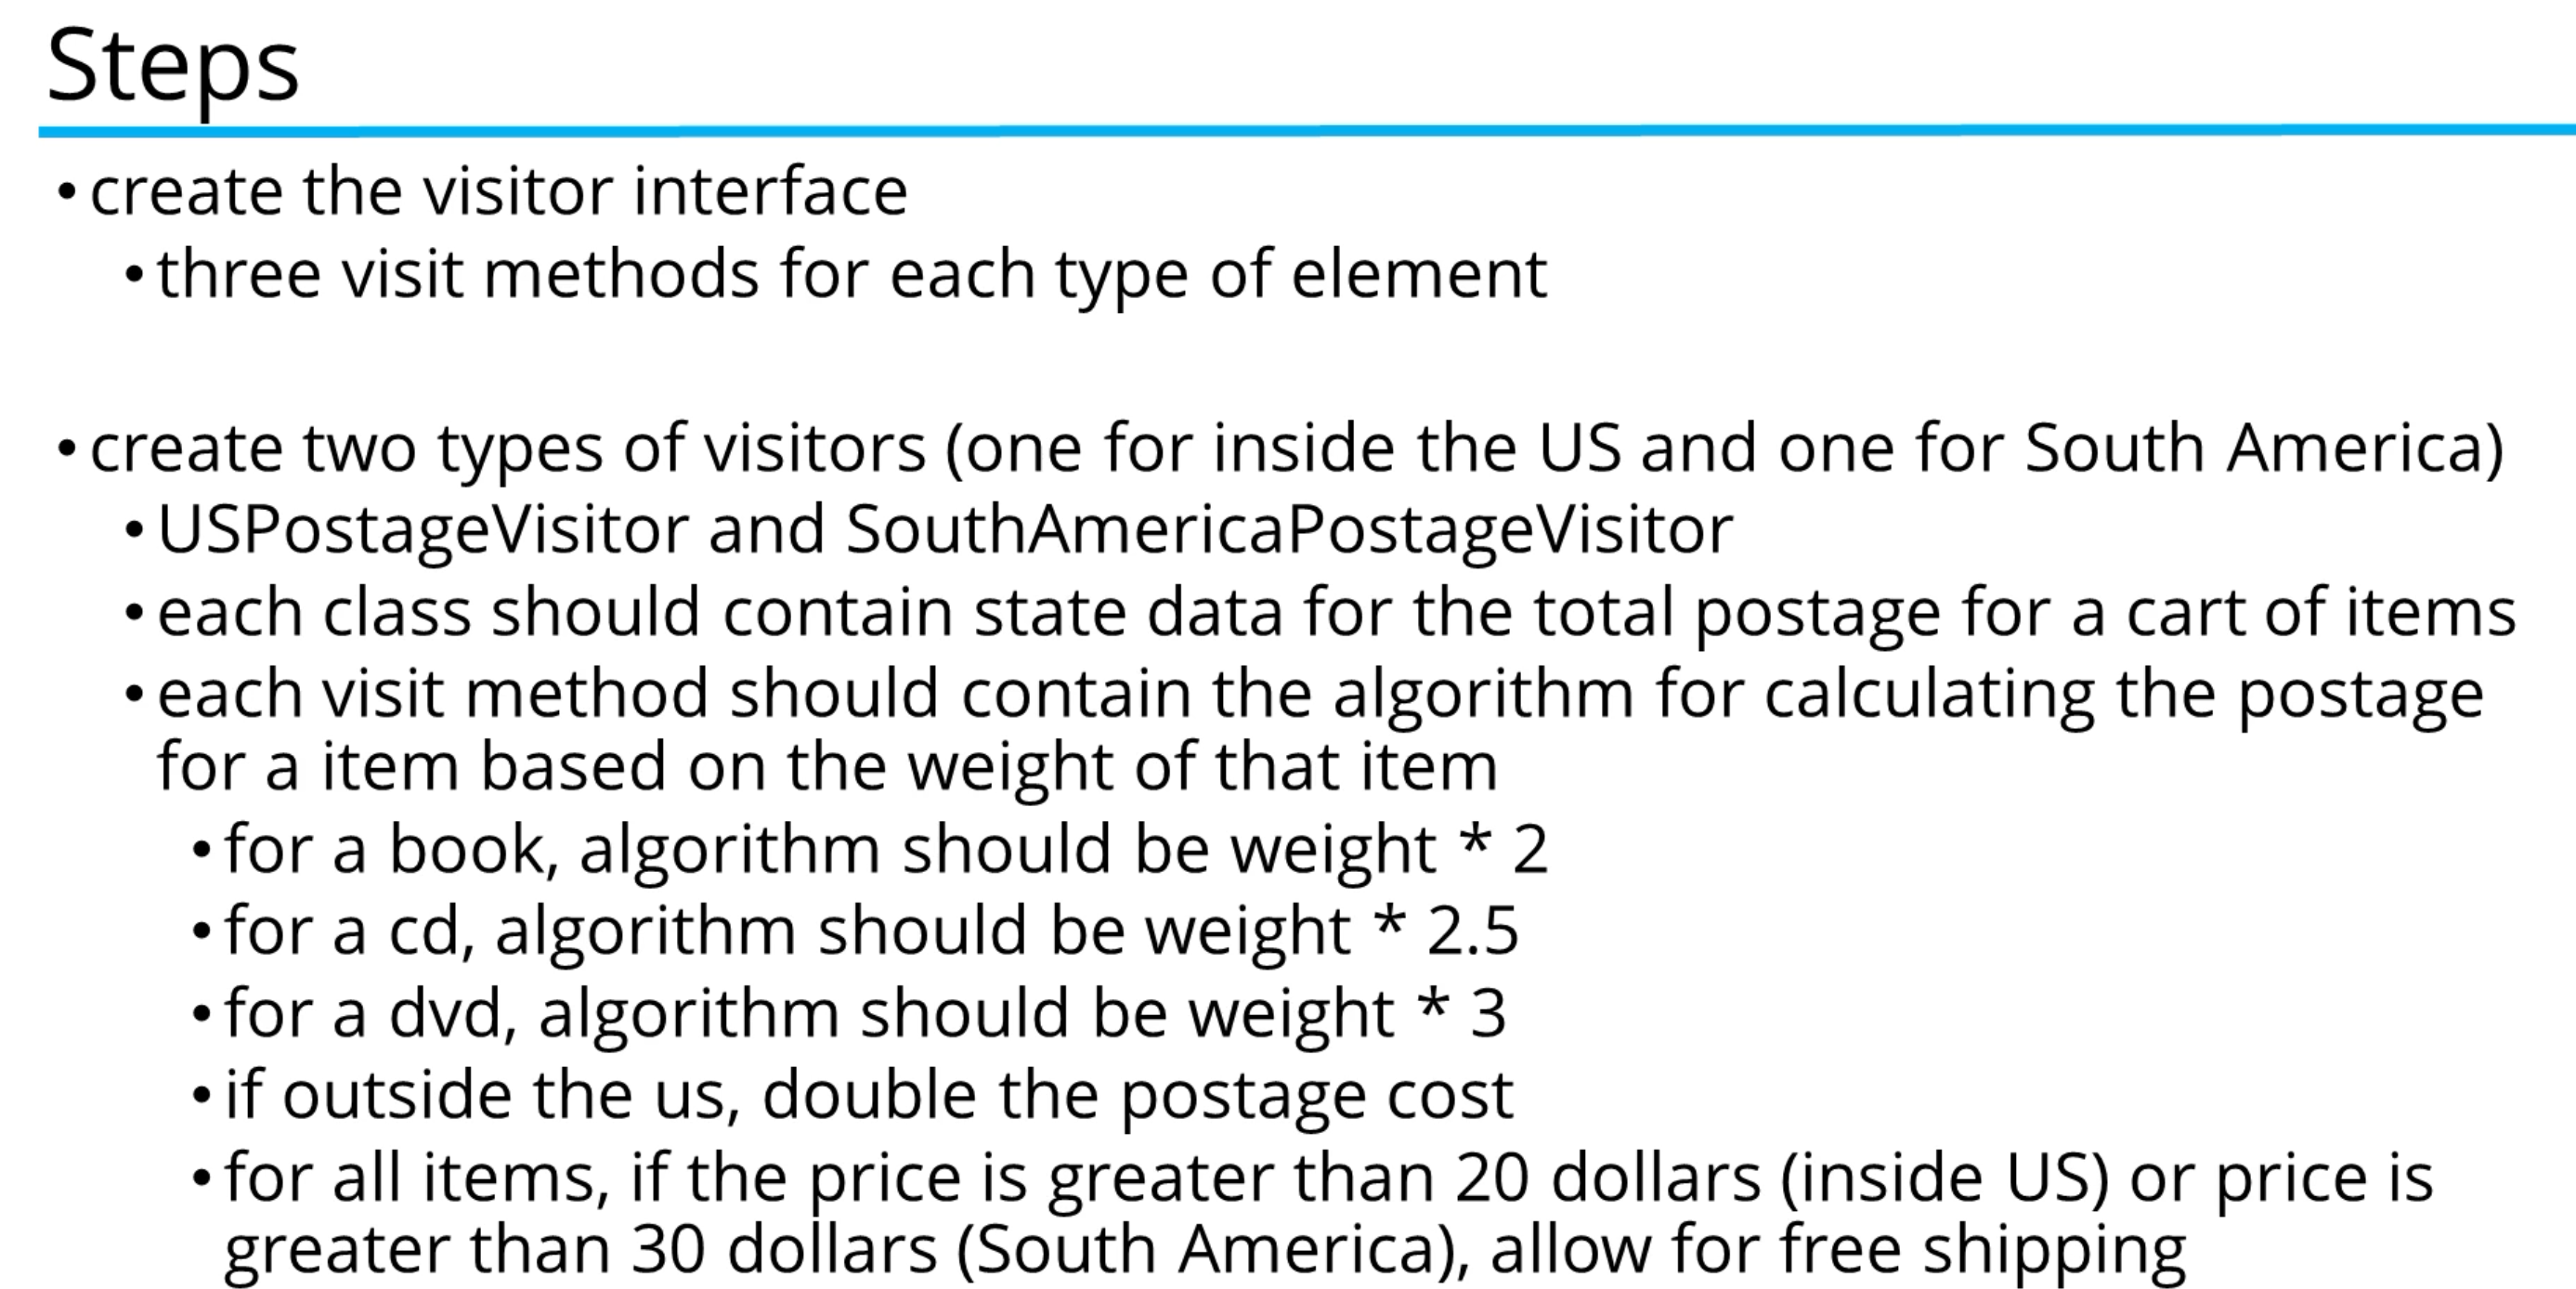 Steps
• create the visitor interface
• three visit methods for each type of element
• create two types of visitors (one for inside the US and one for South America)
• USPostageVisitor and SouthAmericaPostageVisitor
• each class should contain state data for the total postage for a cart of items
• each visit method should contain the algorithm for calculating the postage
for a item based on the weight of that item
• for a book, algorithm should be weight * 2
• for a cd, algorithm should be weight * 2.5
• for a dvd, algorithm should be weight * 3
• if outside the us, double the postage cost
• for all items, if the price is greater than 20 dollars (inside US) or price is
greater than 30 dollars (South America), allow for free shipping